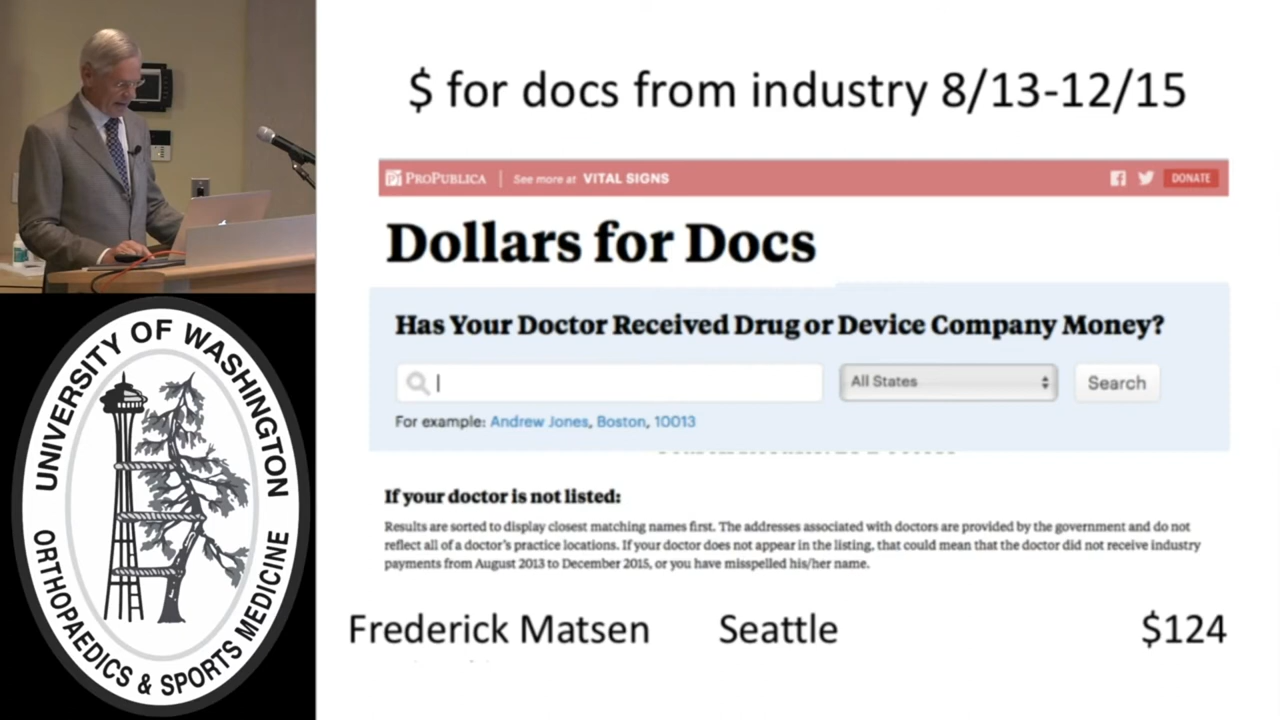 $ for docs from industry 8/13-12/15
PROPUBLICA | See more at VITAL SIGNS
DONATE
Dollars for Docs
Has Your Doctor Received Drug or Device Company Money?
All States
Search
For example: Andrew Jones, Boston, 10013
If your doctor is not listed:
Results are sorted to display closest matching names first. The addresses associated with doctors are provided by the government and do not
reflect all of a doctor's practice locations. If your doctor does not appear in the listing, that could mean that the doctor did not receive industry
payments from August 2013 to December 2015, or you have misspelled his/her name.
Frederick Matsen Seattle $124
UNIVERSITY OF WASHINGTON
ORTHOPAEDICS & SPORTS MEDICINE